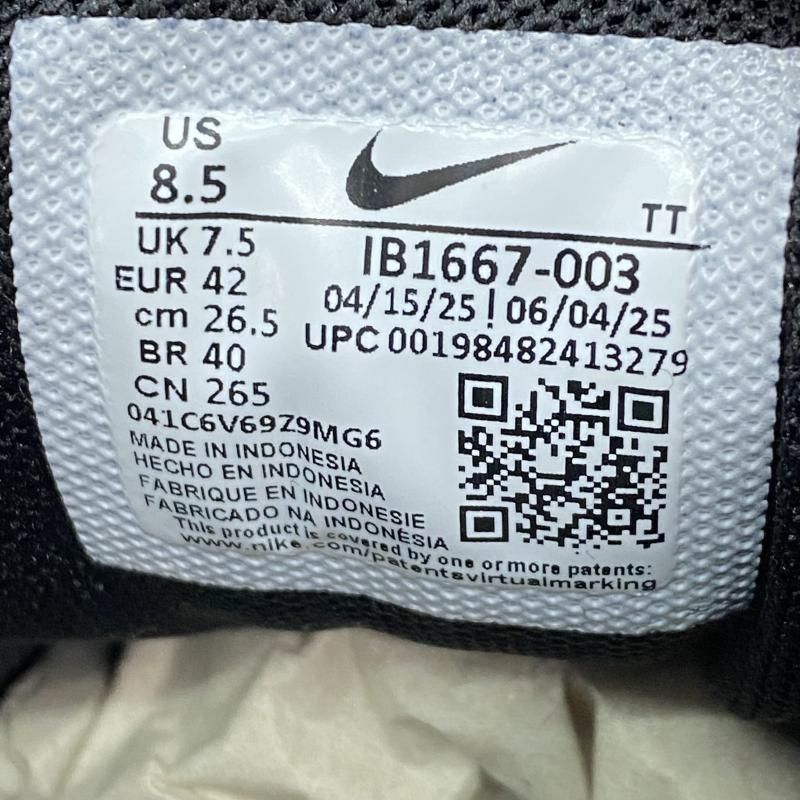 US
8.5
TT
UK 7.5
EUR 42
cm 26.5
BR 40
CN 265
IB1667-003
04/15/25 | 06/04/25
UPC 00198482413279
041C6V69Z9MG6
MADE IN INDONESIA
HECHO EN INDONESIA
FABRIQUE EN INDONESIE
FABRICADO NA INDONÉSIA
This product is covered by one or more patents:
www.nike.com/patentsvirtualmarking